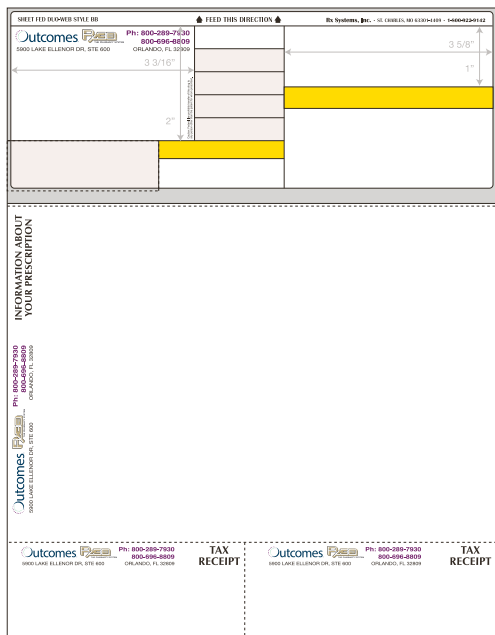 SHEET FED DUO-WEB STYLE BB
FEED THIS DIRECTION
Rx Systems, Inc. • ST. CHARLES, MO 63301-4409 • 1-800-922-9142
Outcomes
Ph: 800-289-7930
800-696-8809
5900 LAKE ELLENOR DR, STE 600
ORLANDO, FL 32809
3 3/16"
2"
3 5/8"
1"
INFORMATION ABOUT
YOUR PRESCRIPTION
Outcomes
Ph: 800-289-7930
800-696-8809
5900 LAKE ELLENOR DR, STE 600
ORLANDO, FL 32809
Outcomes
Ph: 800-289-7930
800-696-8809
5900 LAKE ELLENOR DR, STE 600
ORLANDO, FL 32809
TAX
RECEIPT
Outcomes
Ph: 800-289-7930
800-696-8809
5900 LAKE ELLENOR DR, STE 600
ORLANDO, FL 32809
TAX
RECEIPT